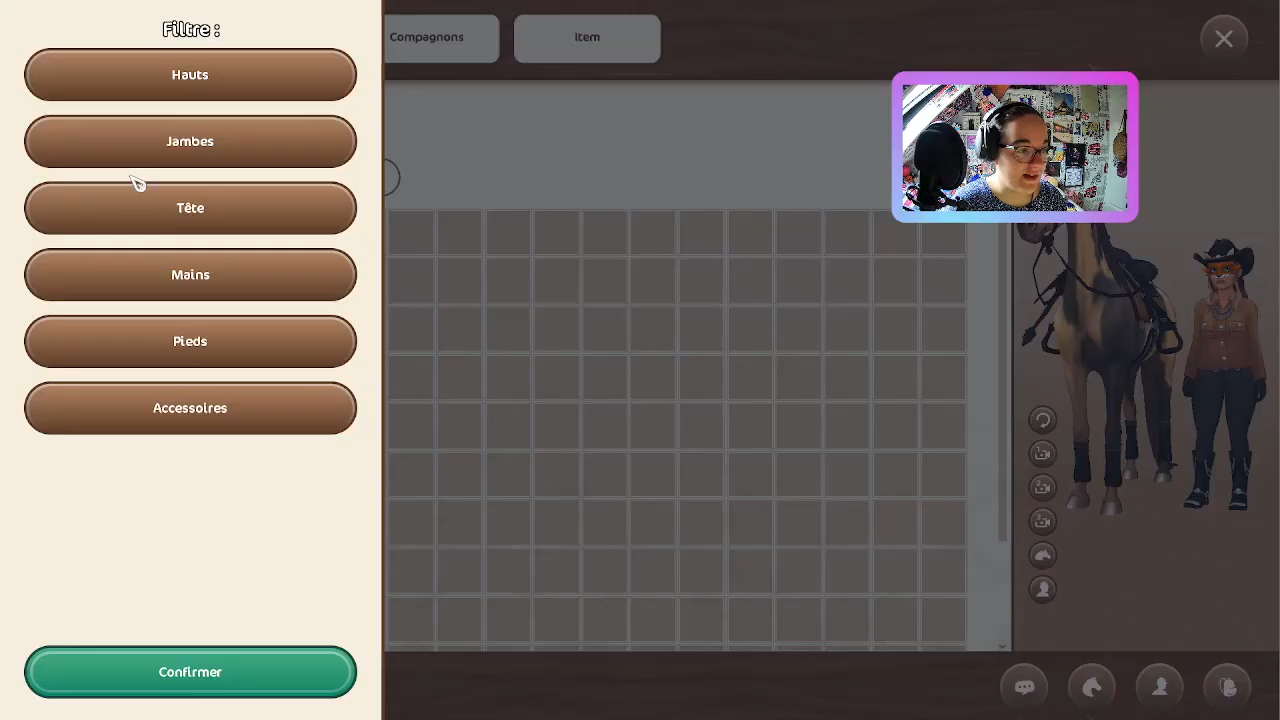 Filtre :
Compagnons
Item
Hauts
Jambes
Tête
Mains
Pieds
Accessoires
Confirmer